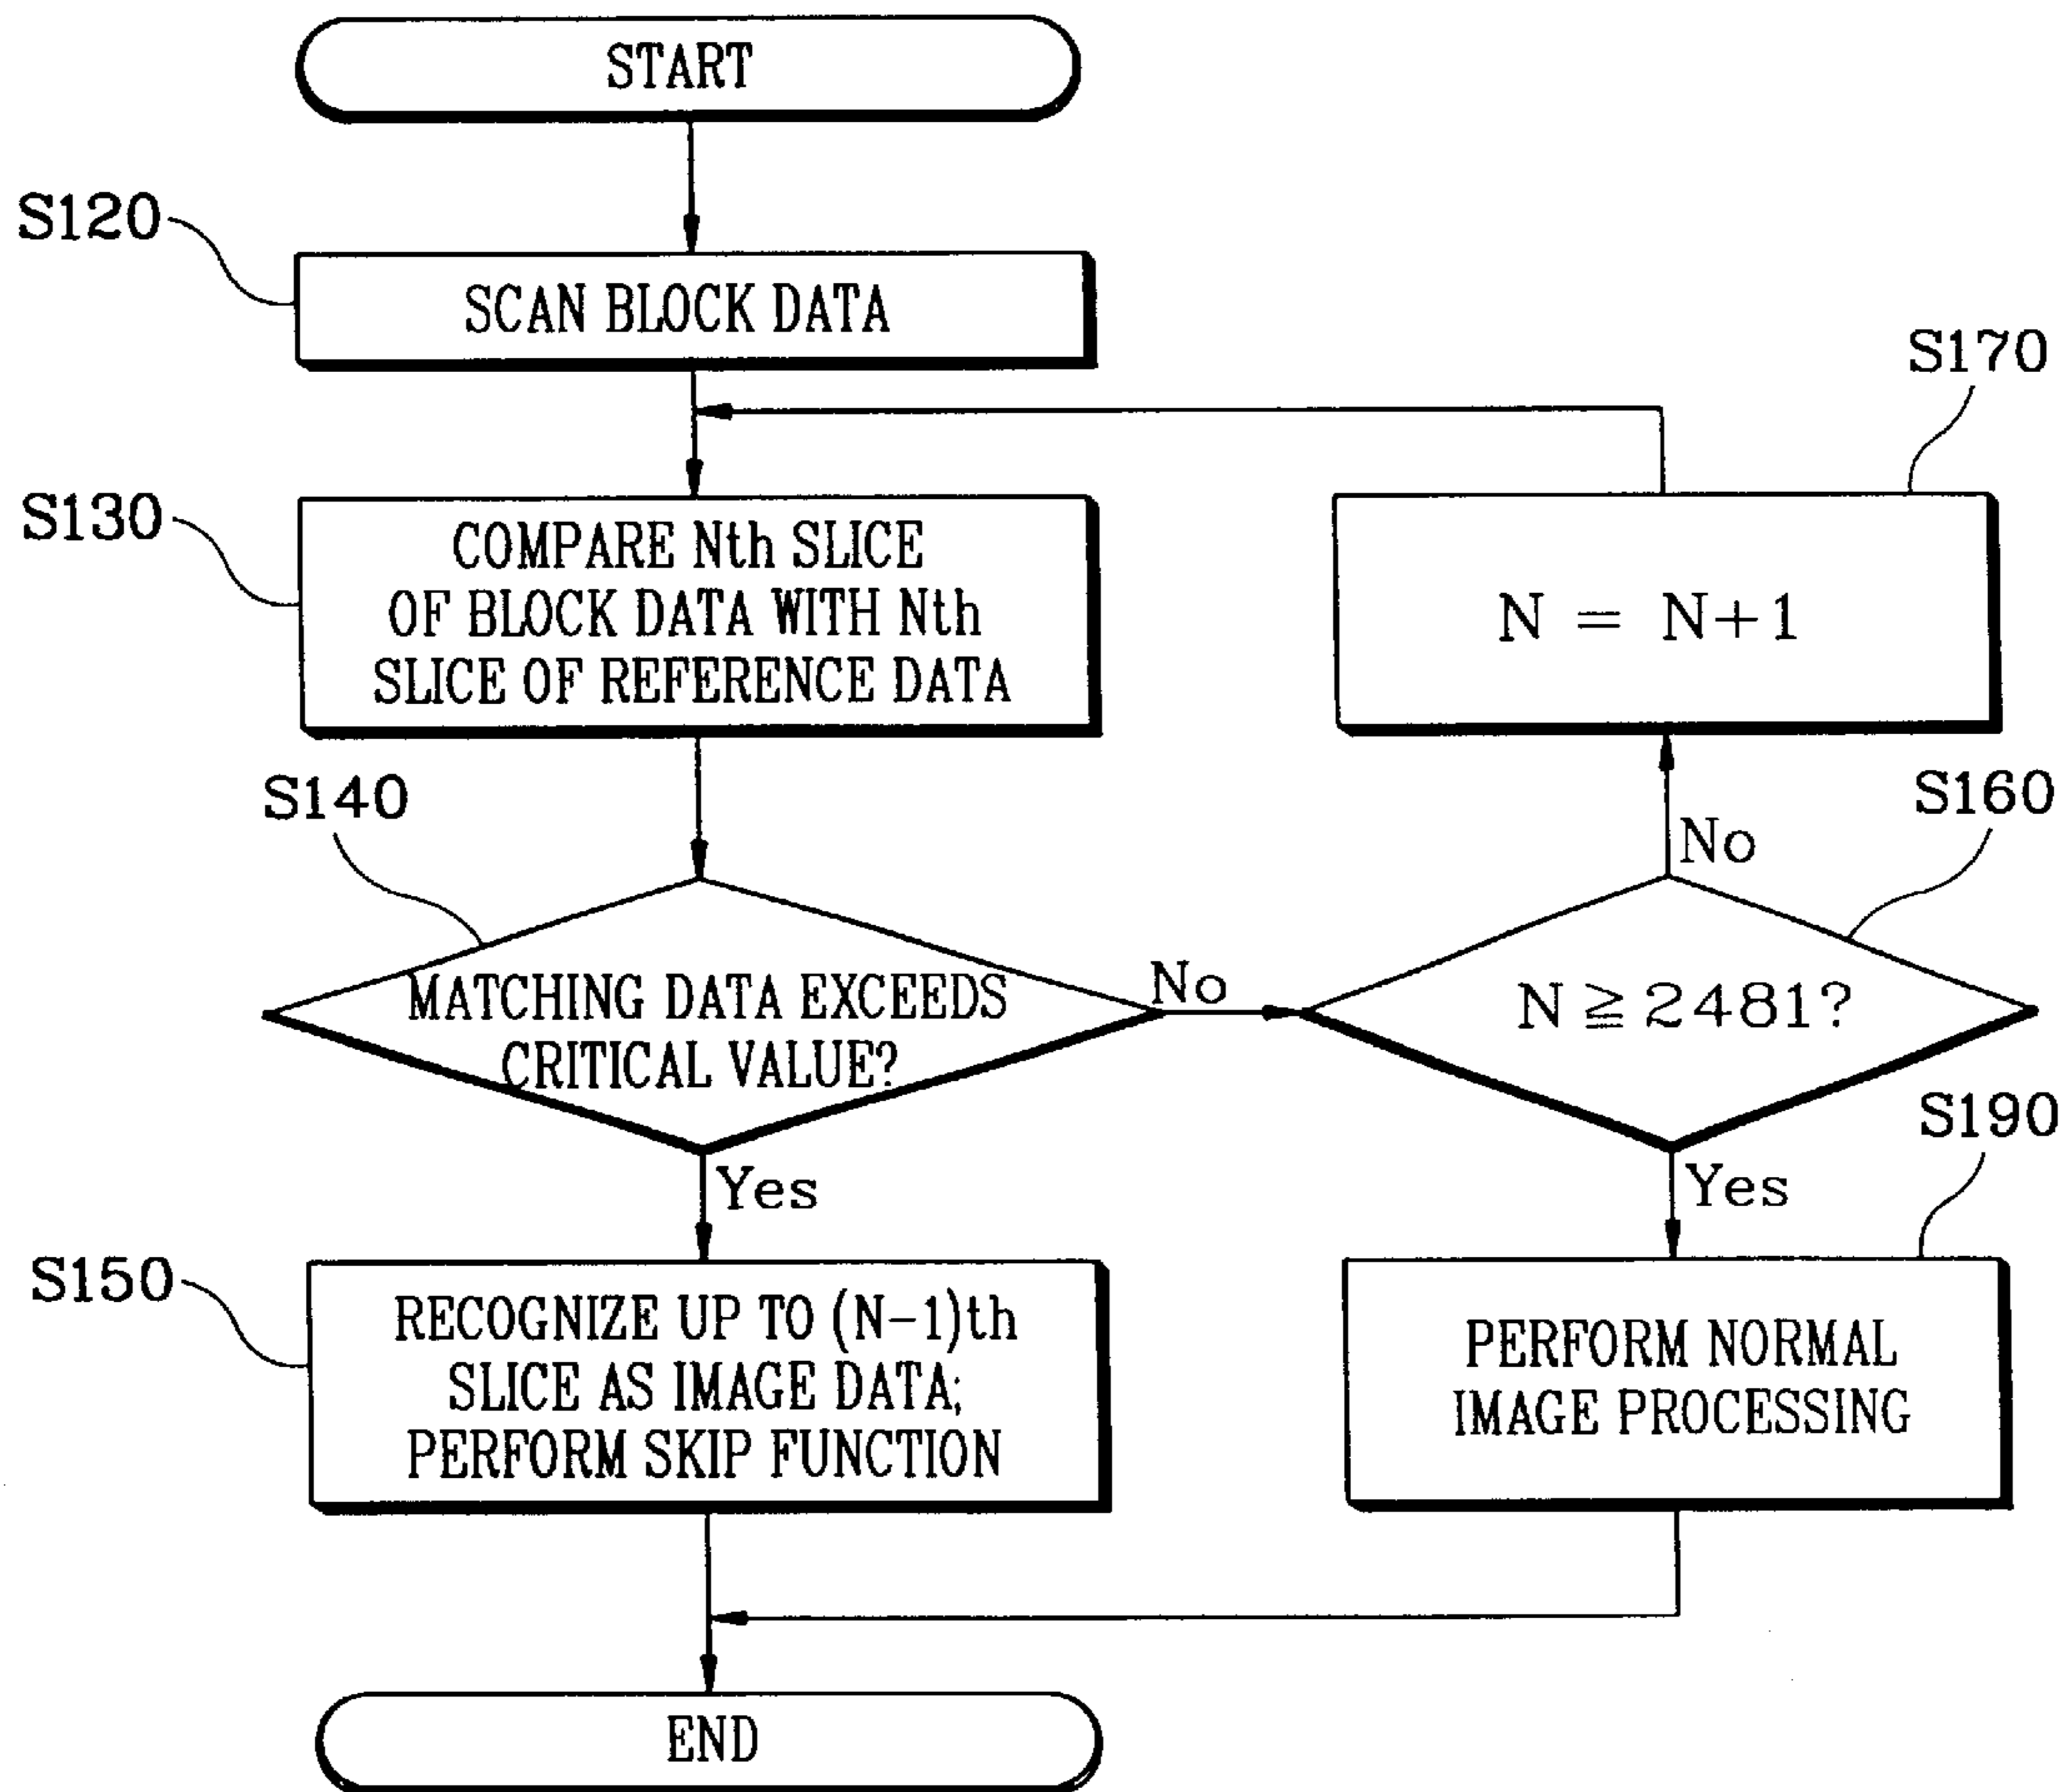 START
S120
SCAN BLOCK DATA
S170
S130
COMPARE Nth SLICE
OF BLOCK DATA WITH Nth
SLICE OF REFERENCE DATA
N = N+1
S140
S160
No
MATCHING DATA EXCEEDS
CRITICAL VALUE?
No
N ≧ 2481?
Yes
S190
Yes
S150
RECOGNIZE UP TO (N-1)th
SLICE AS IMAGE DATA;
PERFORM SKIP FUNCTION
PERFORM NORMAL
IMAGE PROCESSING
END